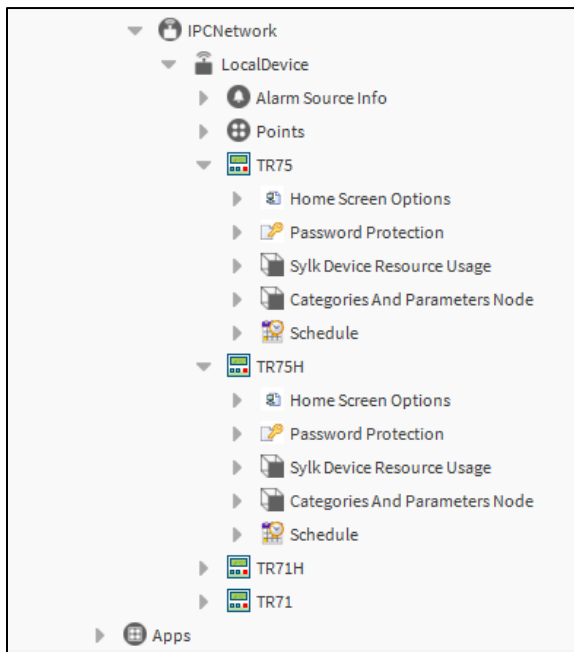 IPCNetwork
LocalDevice
Alarm Source Info
Points
TR75
Home Screen Options
Password Protection
Sylk Device Resource Usage
Categories And Parameters Node
Schedule
TR75H
Home Screen Options
Password Protection
Sylk Device Resource Usage
Categories And Parameters Node
Schedule
TR71H
TR71
Apps